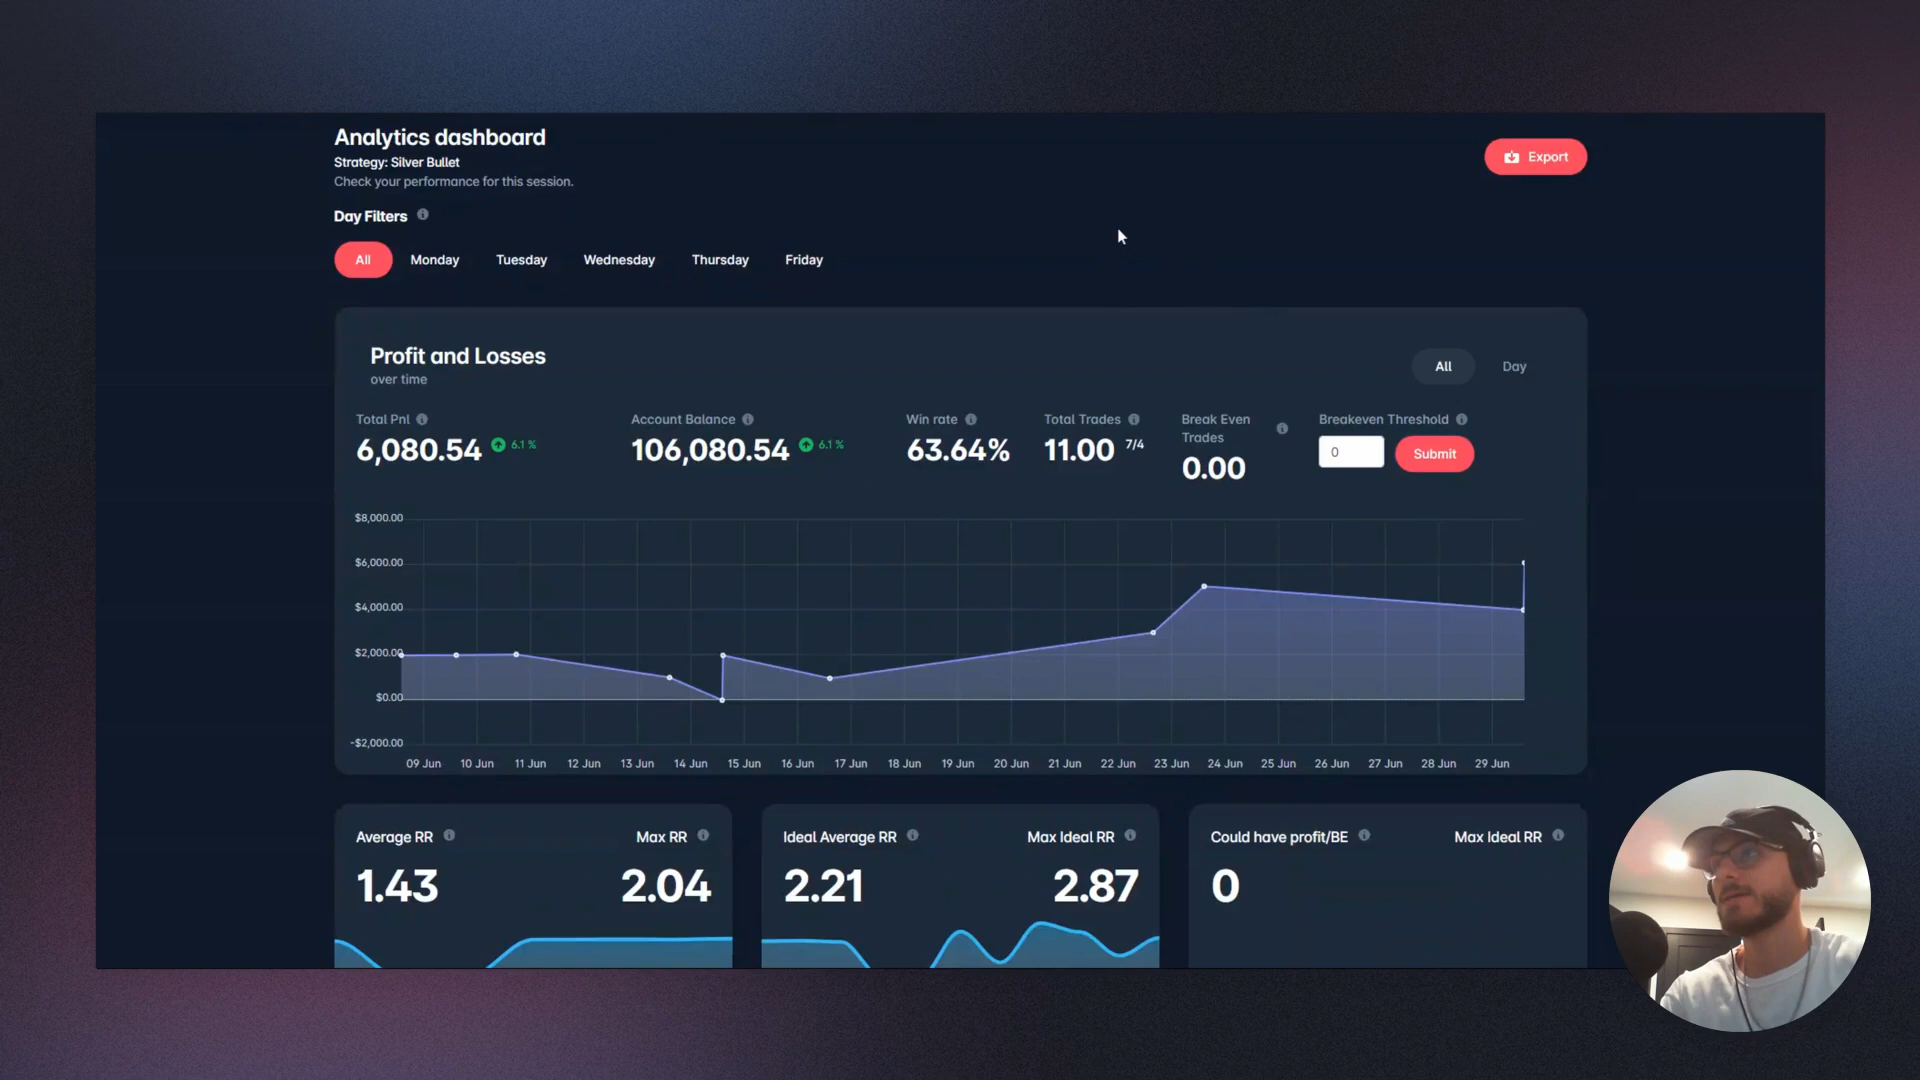 Analytics dashboard
Strategy: Silver Bullet
Check your performance for this session.
Export
Day Filters
All Monday Tuesday Wednesday Thursday Friday
Profit and Losses
over time
All Day
Total Pnl
6,080.54 6.1 %
Account Balance
106,080.54 6.1 %
Win rate
63.64%
Total Trades
11.00 7/4
Break Even
Trades
0.00
Breakeven Threshold
0 Submit
$8,000.00
$6,000.00
$4,000.00
$2,000.00
$0.00
-$2,000.00
09 Jun 10 Jun 11 Jun 12 Jun 13 Jun 14 Jun 15 Jun 16 Jun 17 Jun 18 Jun 19 Jun 20 Jun 21 Jun 22 Jun 23 Jun 24 Jun 25 Jun 26 Jun 27 Jun 28 Jun 29 Jun
Average RR Max RR
1.43 2.04
Ideal Average RR Max Ideal RR
2.21 2.87
Could have profit/BE Max Ideal RR
0